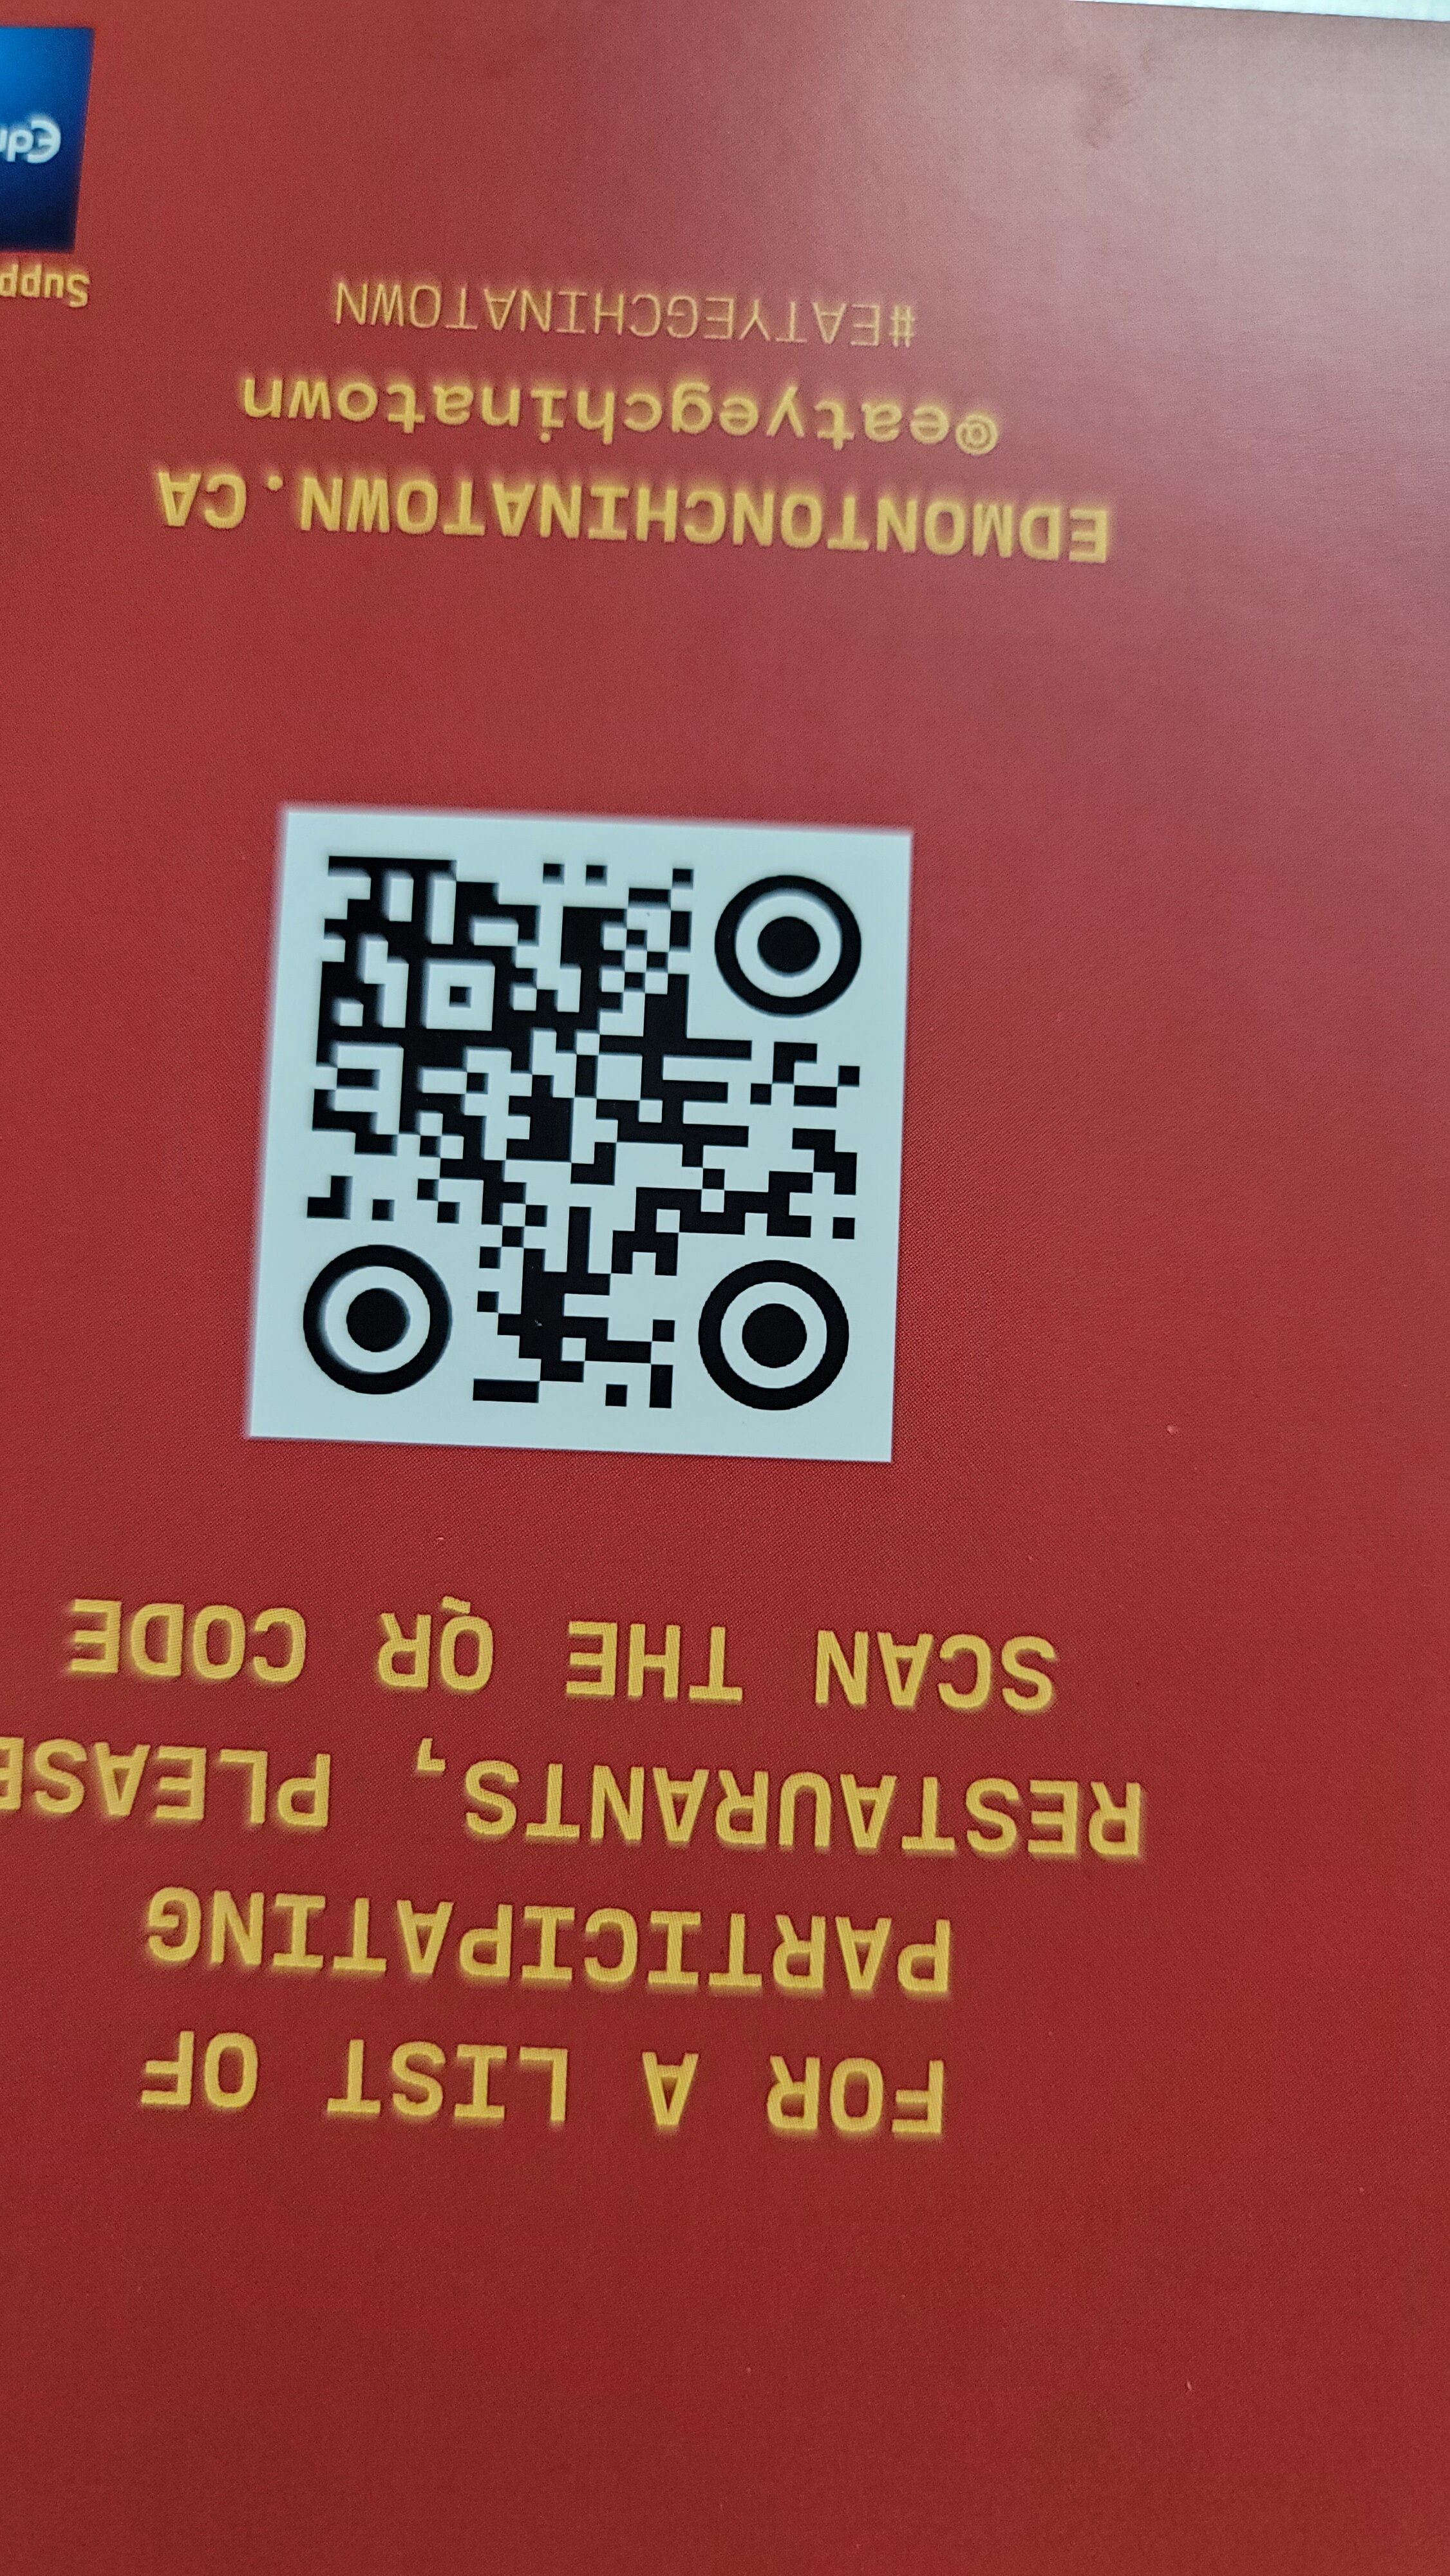 FOR A LIST OF
PARTICIPATING
RESTAURANTS, PLEASE
SCAN THE QR CODE
EDMONTONCHINATOWN.CA
@eatyegchinatown
#EATYEGCHINATOWN